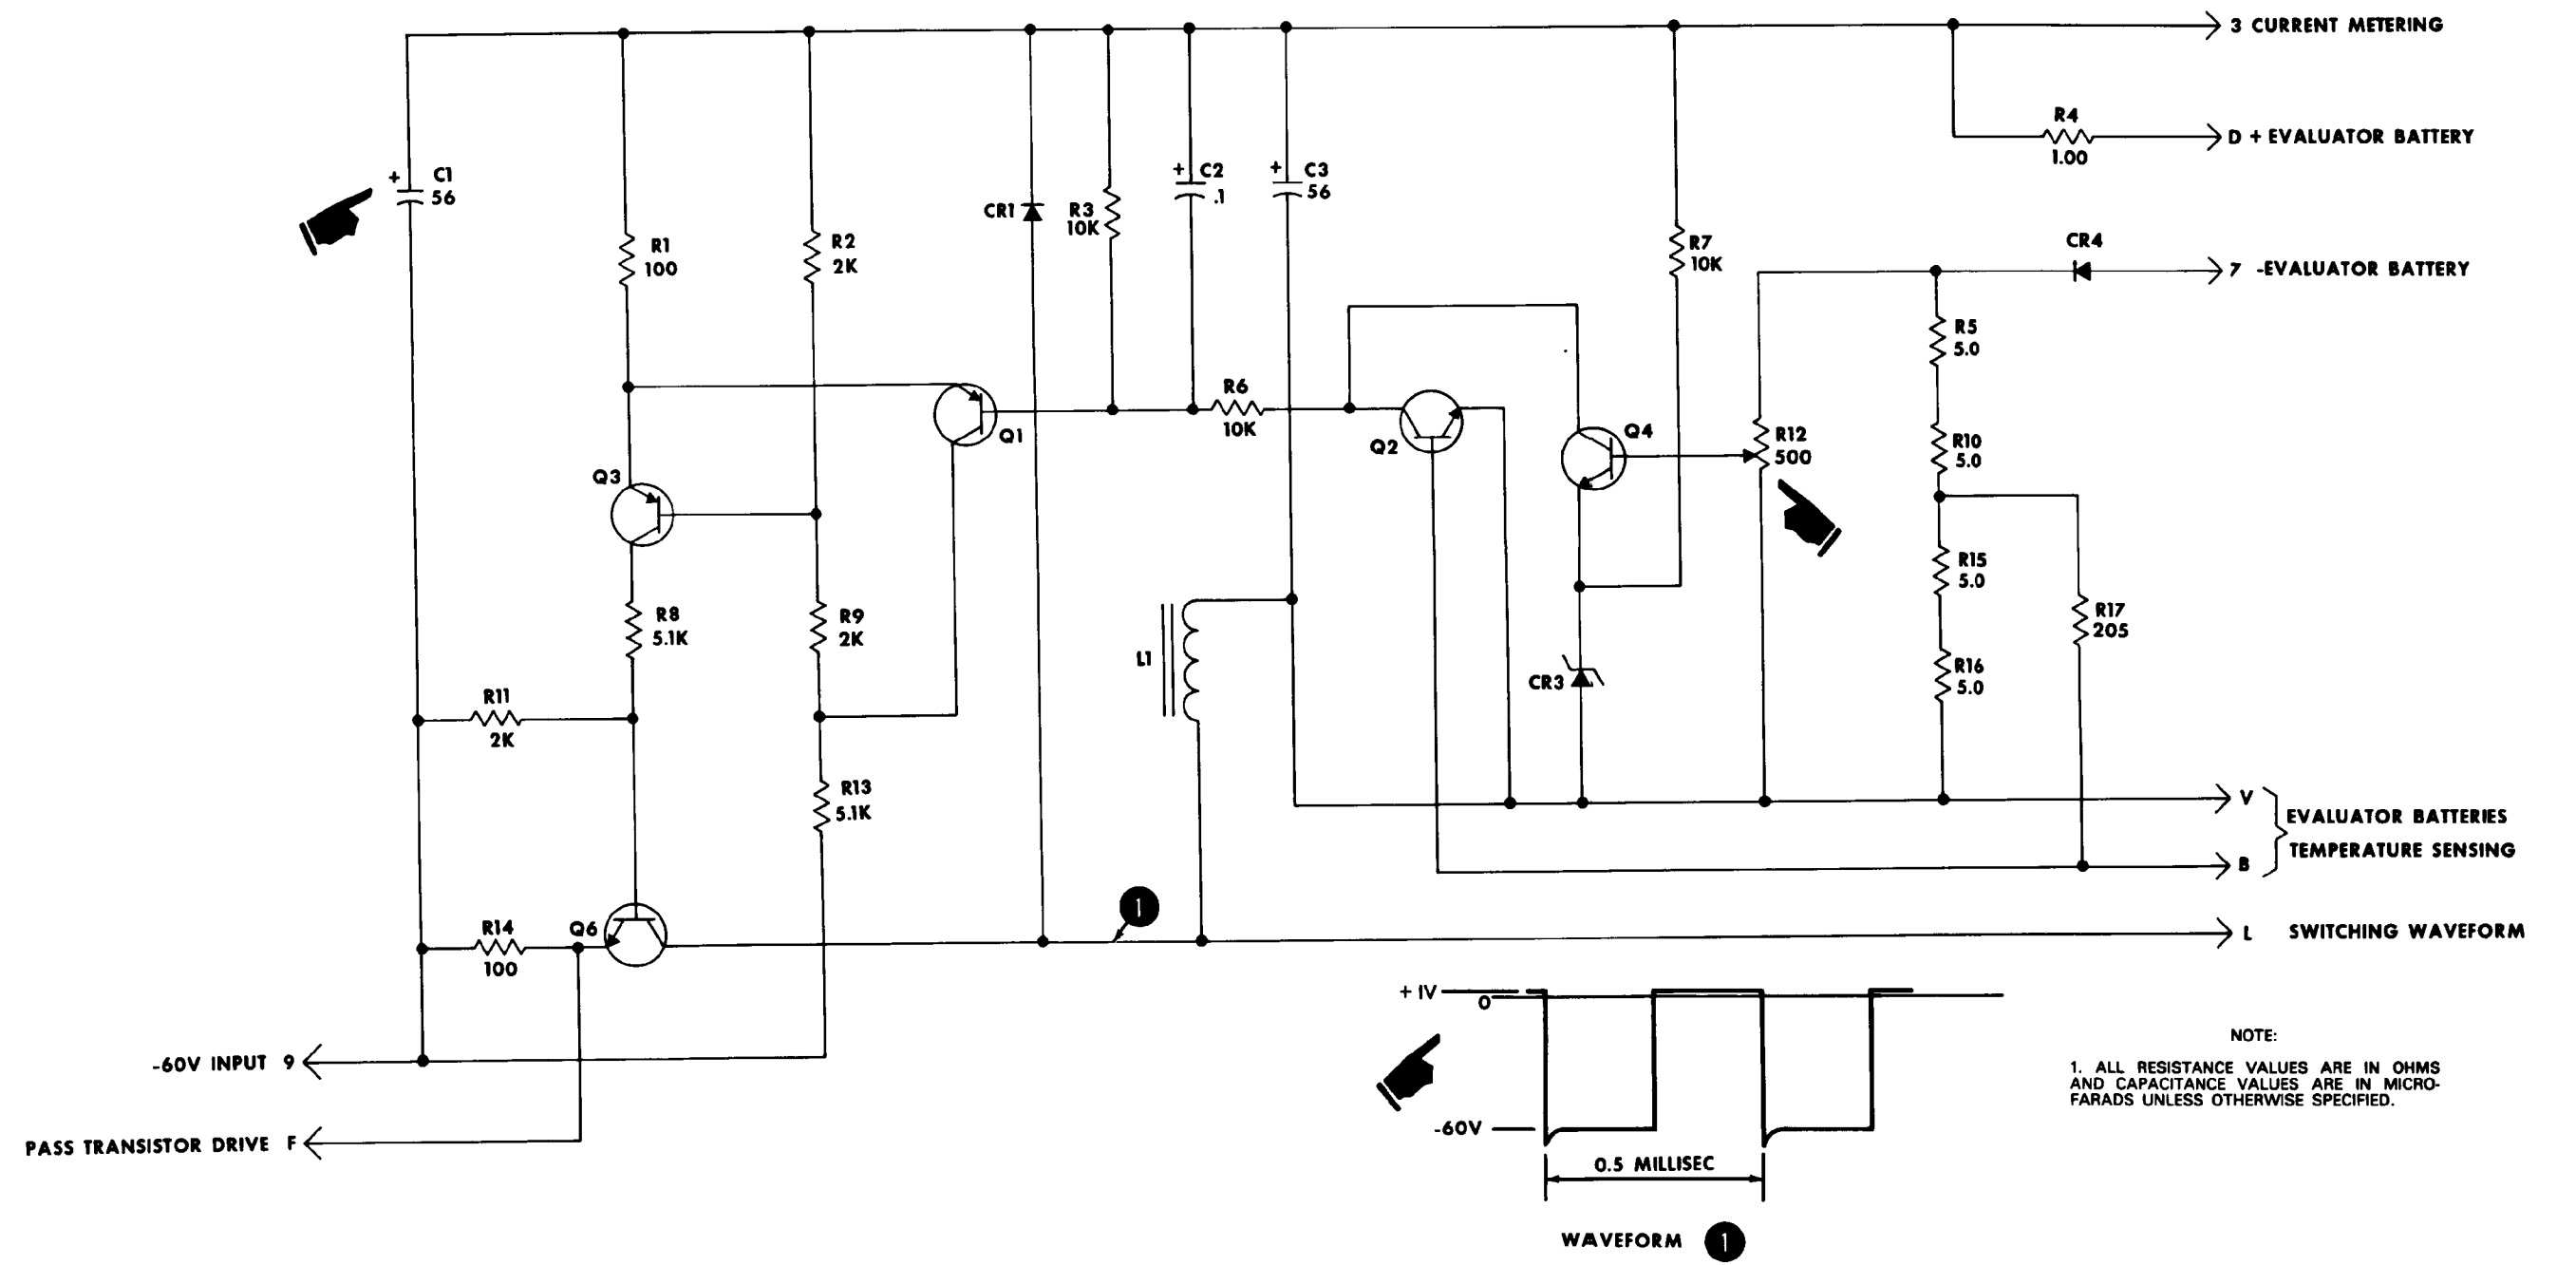 3 CURRENT METERING
R4
1.00
D + EVALUATOR BATTERY
+ C1
56
+ C2
.1
+ C3
56
CR1
R3
10K
R1
100
R2
2K
R7
10K
CR4
7 -EVALUATOR BATTERY
R5
5.0
R6
10K
Q1
Q2
Q4
R12
500
R10
5.0
Q3
R15
5.0
R8
5.1K
R9
2K
L1
CR3
R17
205
R16
5.0
R11
2K
R13
5.1K
V
EVALUATOR BATTERIES
TEMPERATURE SENSING
B
1
R14
100
Q6
L SWITCHING WAVEFORM
+ 1V
0
-60V INPUT 9
NOTE:
1. ALL RESISTANCE VALUES ARE IN OHMS
AND CAPACITANCE VALUES ARE IN MICRO-
FARADS UNLESS OTHERWISE SPECIFIED.
-60V
PASS TRANSISTOR DRIVE F
0.5 MILLISEC
WAVEFORM 1